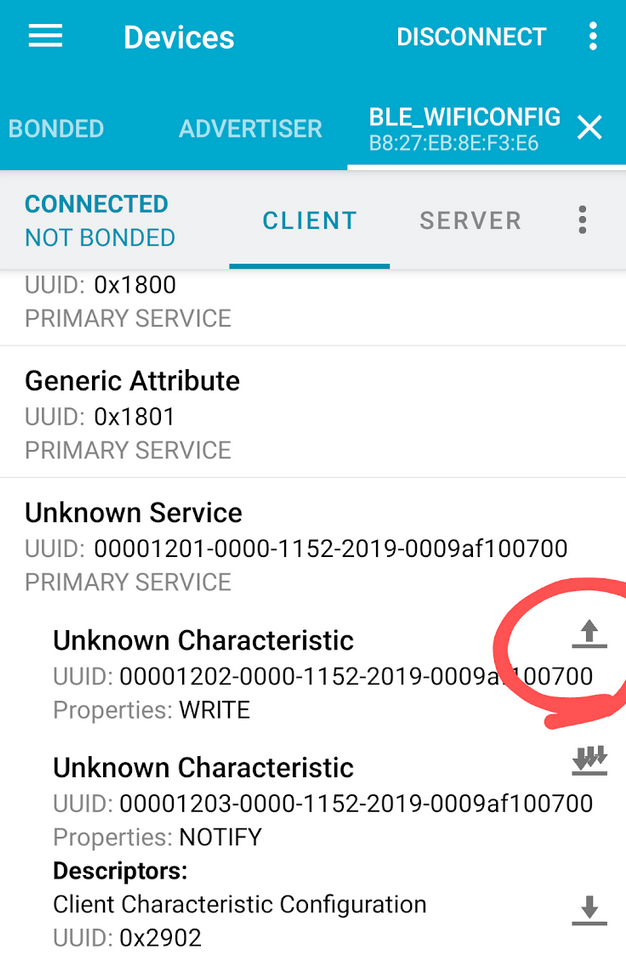 Devices
DISCONNECT
BONDED
ADVERTISER
BLE_WIFICONFIG
B8:27:EB:8E:F3:E6
CONNECTED
NOT BONDED
CLIENT
SERVER
UUID: 0x1800
PRIMARY SERVICE
Generic Attribute
UUID: 0x1801
PRIMARY SERVICE
Unknown Service
UUID: 00001201-0000-1152-2019-0009af100700
PRIMARY SERVICE
Unknown Characteristic
UUID: 00001202-0000-1152-2019-0009af100700
Properties: WRITE
Unknown Characteristic
UUID: 00001203-0000-1152-2019-0009af100700
Properties: NOTIFY
Descriptors:
Client Characteristic Configuration
UUID: 0x2902